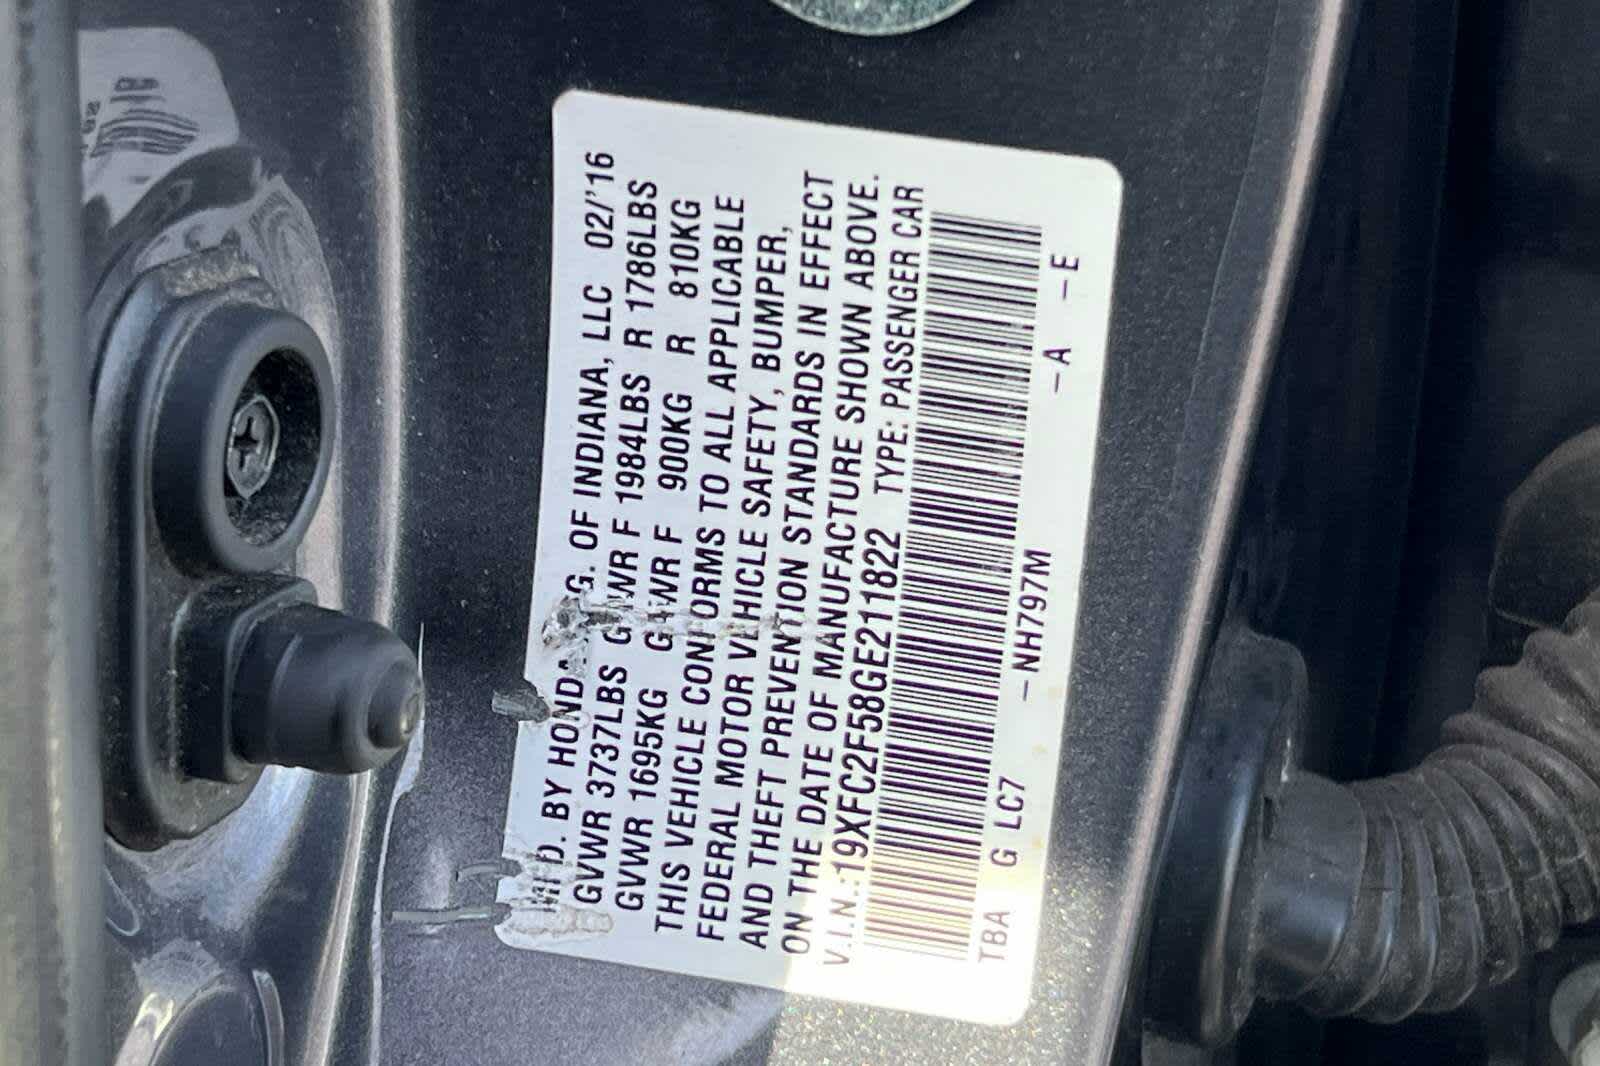 MFD. BY HONDA MFG. OF INDIANA, LLC 02/'16
GVWR 3737LBS GAWR F 1984LBS R 1786LBS
GVWR 1695KG GAWR F 900KG R 810KG
THIS VEHICLE CONFORMS TO ALL APPLICABLE
FEDERAL MOTOR VEHICLE SAFETY, BUMPER,
AND THEFT PREVENTION STANDARDS IN EFFECT
ON THE DATE OF MANUFACTURE SHOWN ABOVE.
V.I.N.:19XFC2F58GE211822 TYPE: PASSENGER CAR
TBA G LC7 –NH797M –A –E